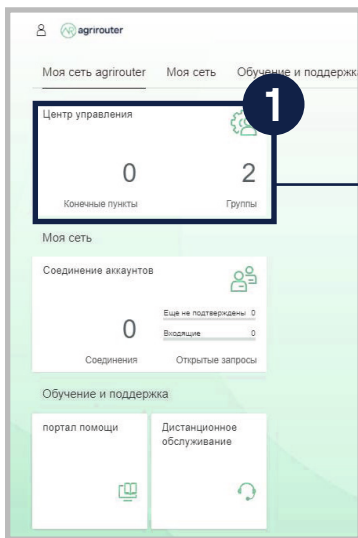 agrirouter
Моя сеть agrirouter Моя сеть Обучение и поддержк
1
Центр управления
0 2
Конечные пункты Группы
Моя сеть
Соединение аккаунтов
Еще не подтверждены 0
0 Входящие 0
Соединения Открытые запросы
Обучение и поддержка
портал помощи Дистанционное
обслуживание